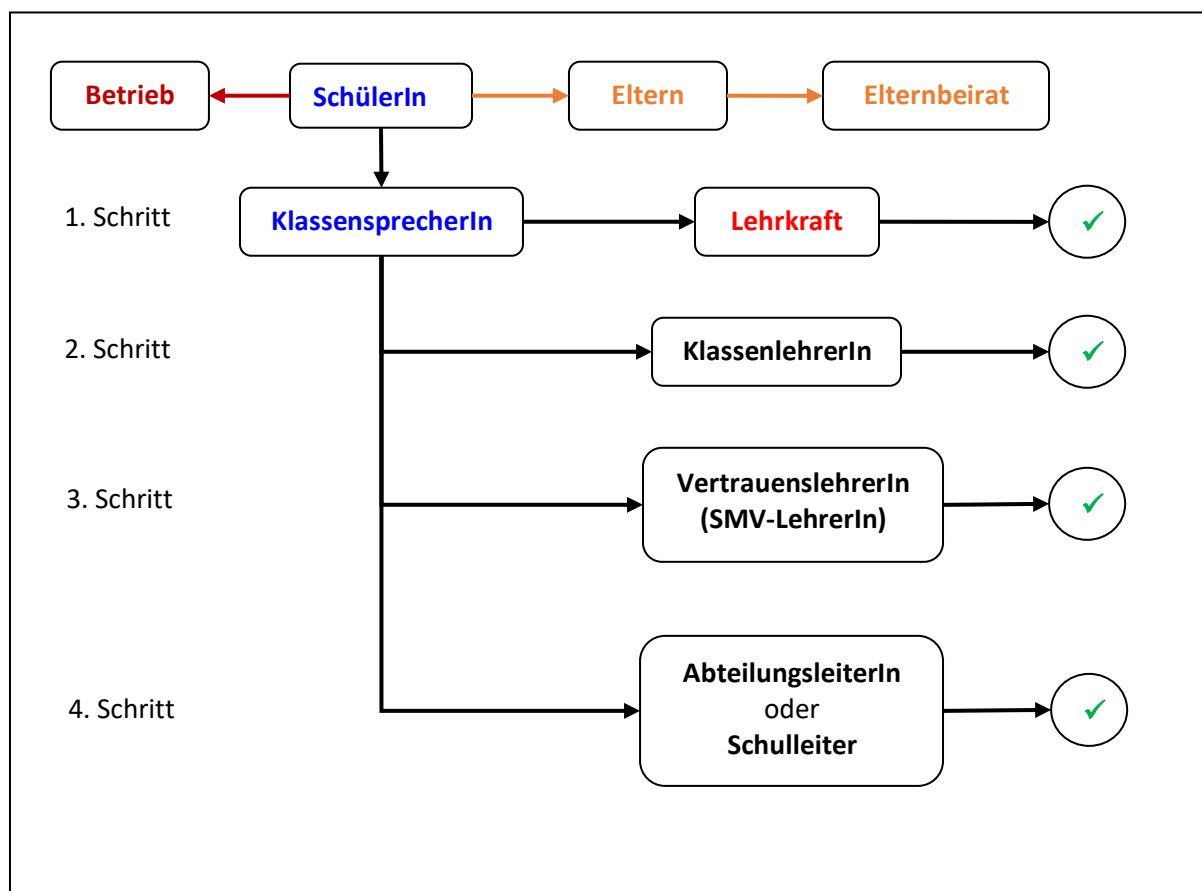 Betrieb SchülerIn Eltern Elternbeirat
1. Schritt KlassensprecherIn Lehrkraft ✓
2. Schritt KlassenlehrerIn ✓
VertrauenslehrerIn
3. Schritt ✓
(SMV-LehrerIn)
AbteilungsleiterIn
4. Schritt oder ✓
Schulleiter